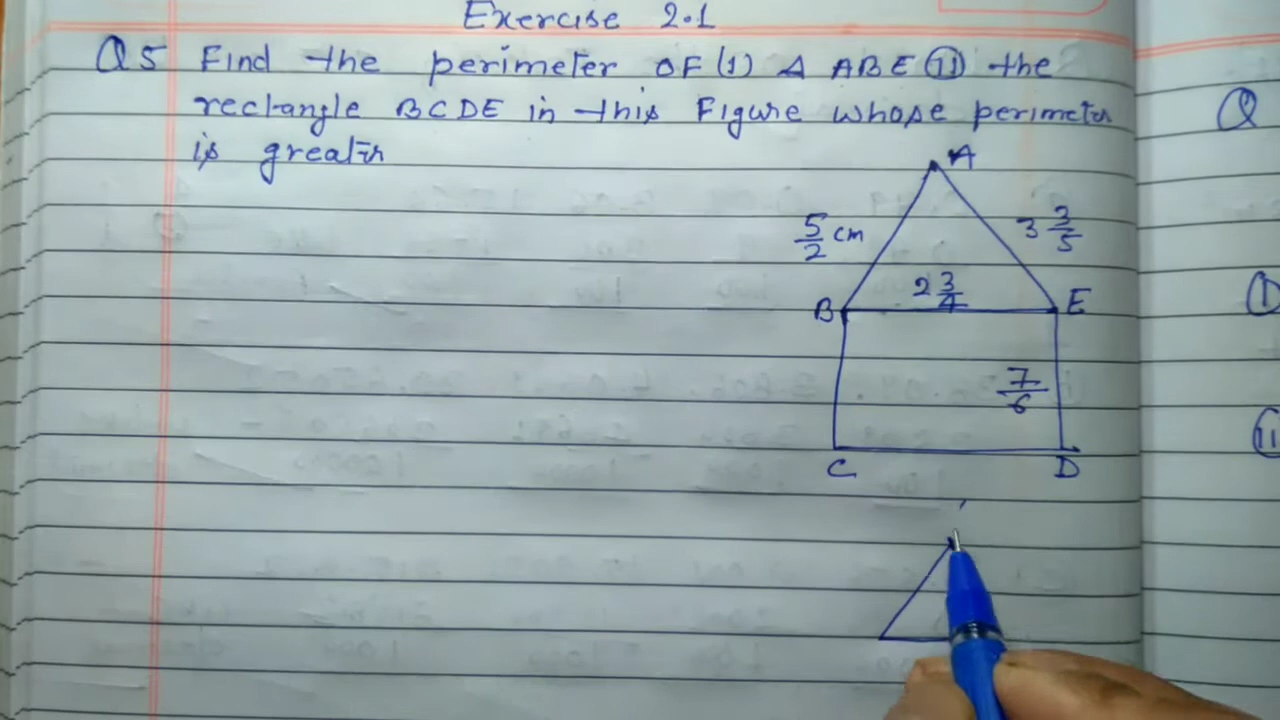 Exercise 2.1
Q5 Find the perimeter OF (1) Δ ABE (ii) the
rectangle BCDE in this Figure whose perimeter
is greater
A
5/2 cm
3 3/5
2 3/4
B
E
7/6
C
D
Q